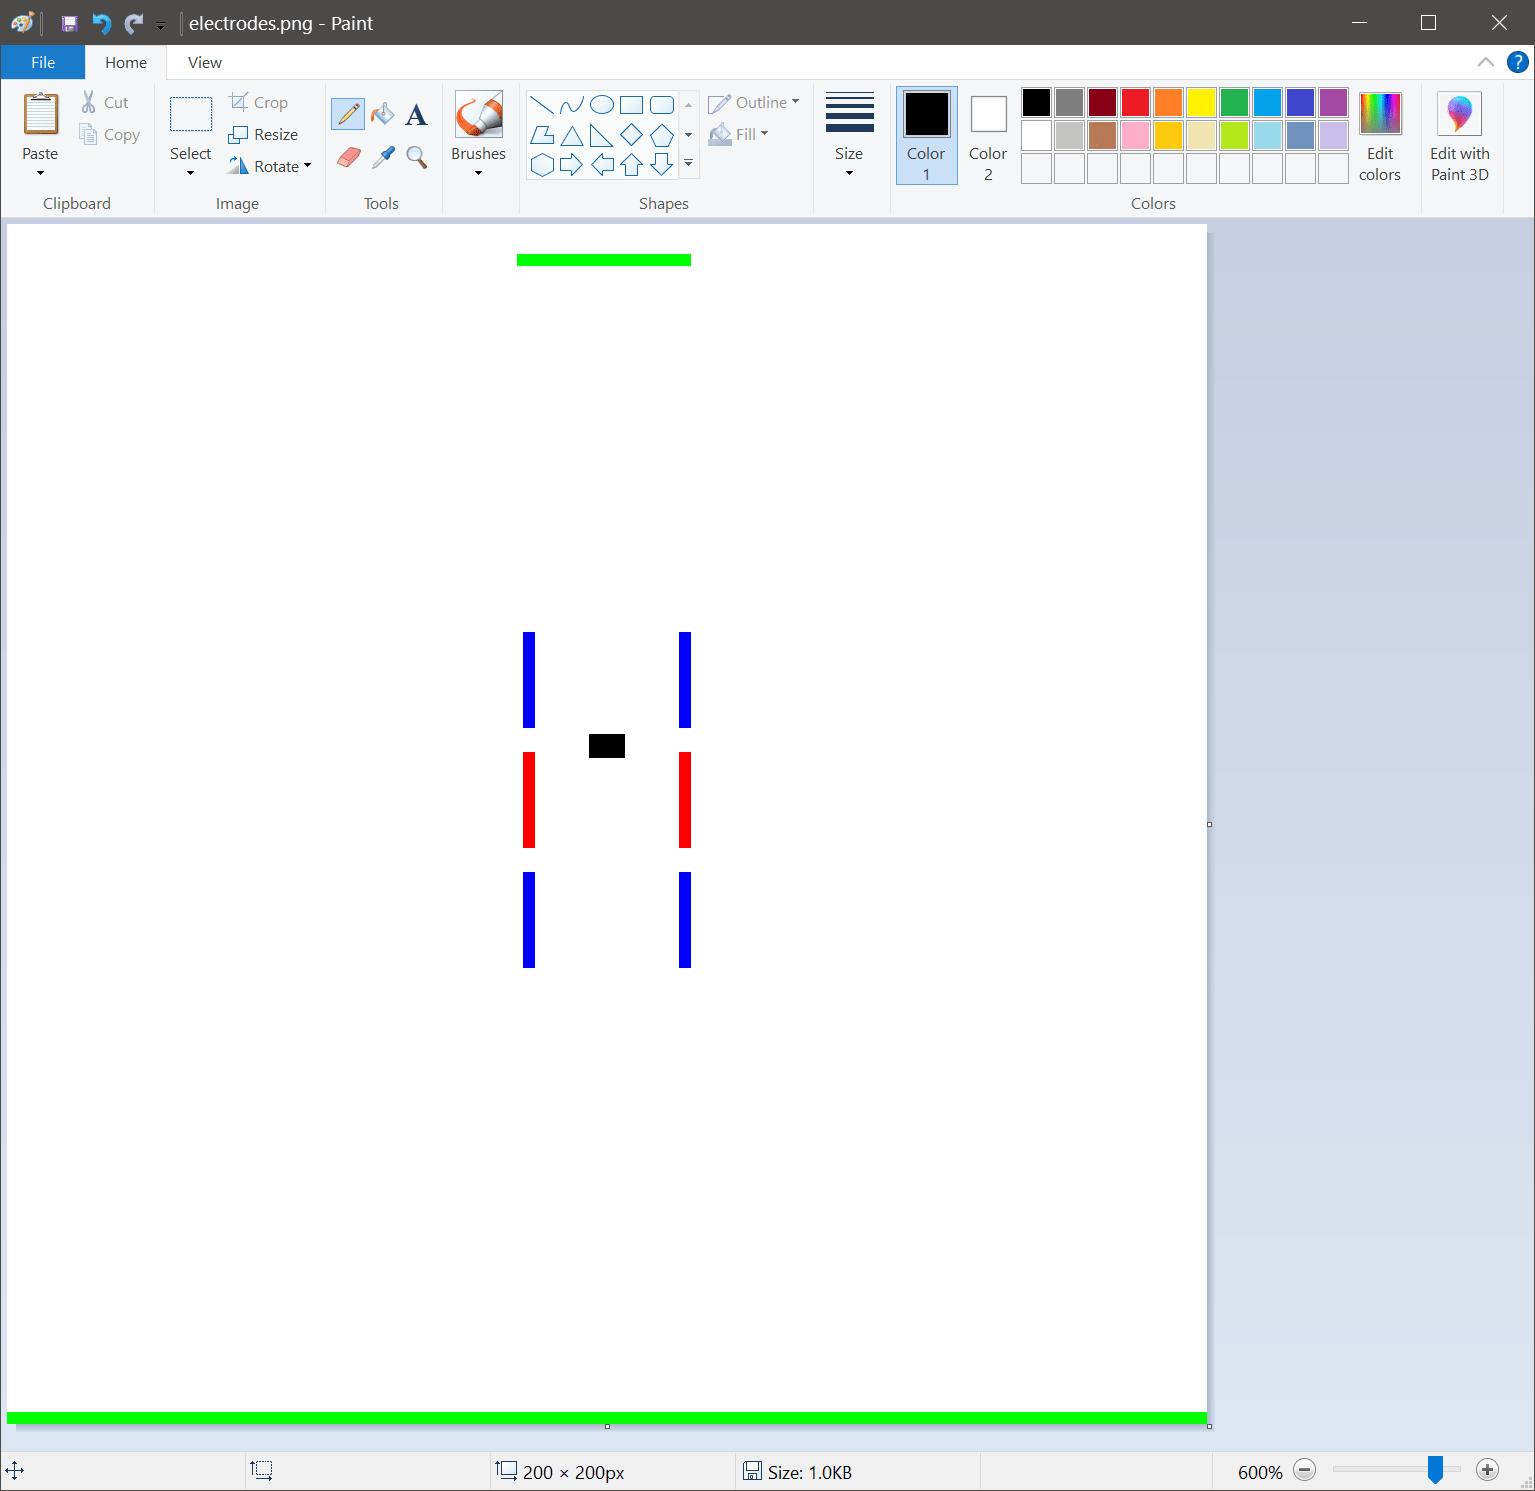 electrodes.png - Paint
File Home View
Paste
Cut
Copy
Clipboard
Select
Crop
Resize
Rotate
Image
A
Tools
Brushes
Outline
Fill
Shapes
Size
Color
1
Color
2
Edit
colors
Colors
Edit with
Paint 3D
?
200 × 200px
Size: 1.0KB
600%